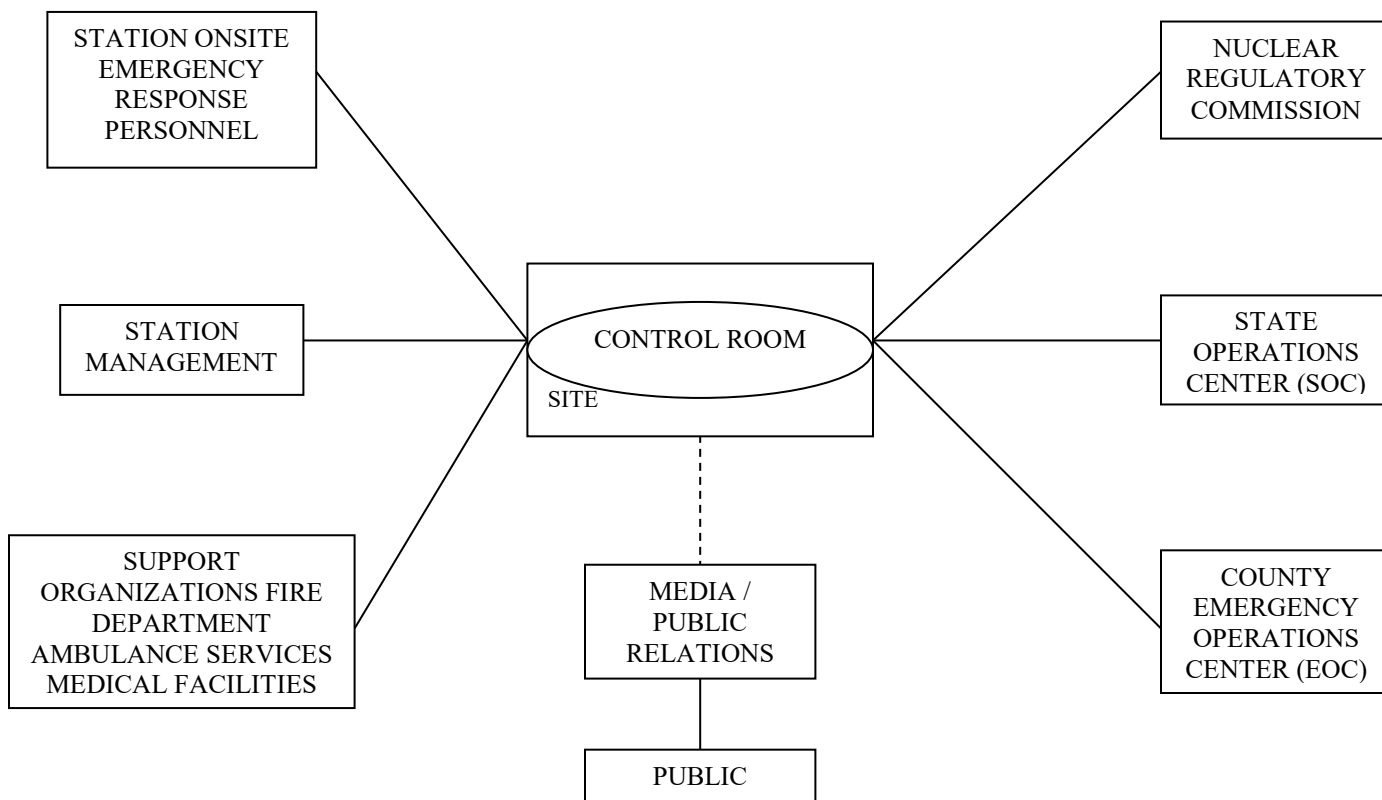 STATION ONSITE
EMERGENCY
RESPONSE
PERSONNEL
NUCLEAR
REGULATORY
COMMISSION
STATION
MANAGEMENT
CONTROL ROOM
SITE
STATE
OPERATIONS
CENTER (SOC)
SUPPORT
ORGANIZATIONS FIRE
DEPARTMENT
AMBULANCE SERVICES
MEDICAL FACILITIES
MEDIA /
PUBLIC
RELATIONS
COUNTY
EMERGENCY
OPERATIONS
CENTER (EOC)
PUBLIC